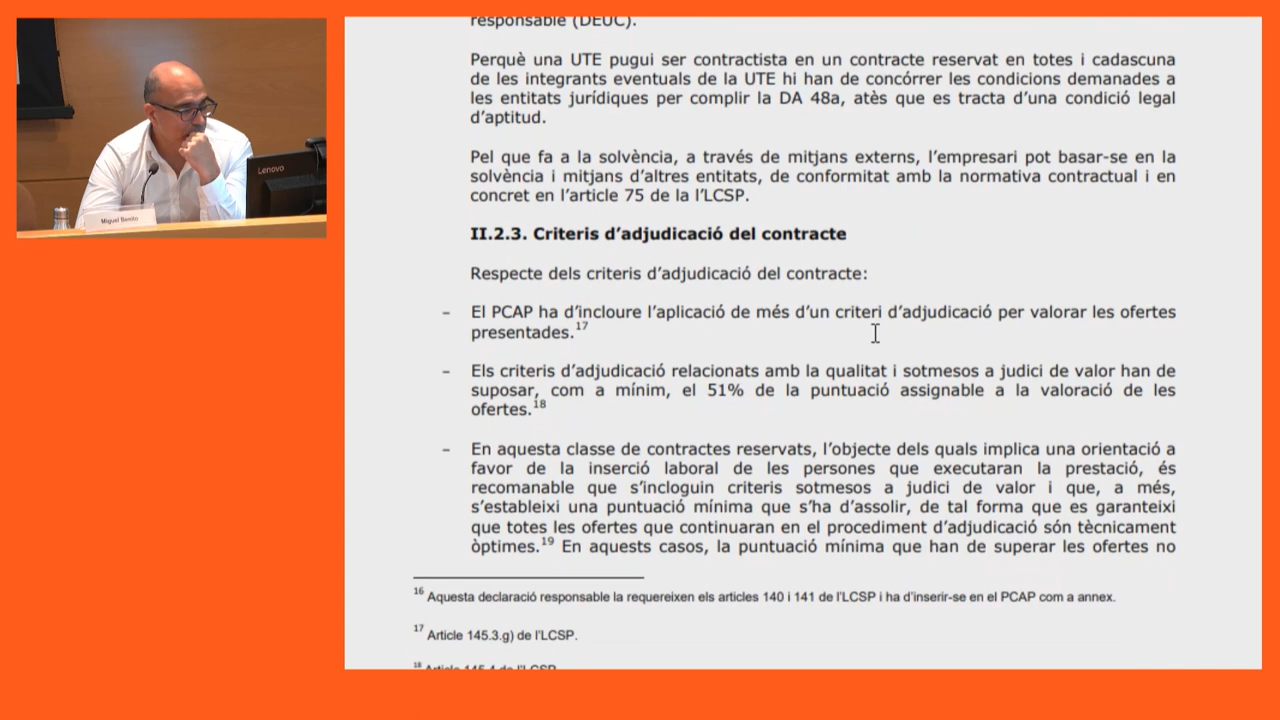 Lenovo
Miguel Benito
responsable (DEUC).
Perquè una UTE pugui ser contractista en un contracte reservat en totes i cadascuna
de les integrants eventuals de la UTE hi han de concórrer les condicions demanades a
les entitats jurídiques per complir la DA 48a, atès que es tracta d'una condició legal
d'aptitud.
Pel que fa a la solvència, a través de mitjans externs, l'empresari pot basar-se en la
solvència i mitjans d'altres entitats, de conformitat amb la normativa contractual i en
concret en l'article 75 de la l'LCSP.
II.2.3. Criteris d'adjudicació del contracte
Respecte dels criteris d'adjudicació del contracte:
– El PCAP ha d'incloure l'aplicació de més d'un criteri d'adjudicació per valorar les ofertes
presentades.17
– Els criteris d'adjudicació relacionats amb la qualitat i sotmesos a judici de valor han de
suposar, com a mínim, el 51% de la puntuació assignable a la valoració de les
ofertes.18
– En aquesta classe de contractes reservats, l'objecte dels quals implica una orientació a
favor de la inserció laboral de les persones que executaran la prestació, és
recomanable que s'incloguin criteris sotmesos a judici de valor i que, a més,
s'estableixi una puntuació mínima que s'ha d'assolir, de tal forma que es garanteixi
que totes les ofertes que continuaran en el procediment d'adjudicació són tècnicament
òptimes.19 En aquests casos, la puntuació mínima que han de superar les ofertes no
16 Aquesta declaració responsable la requereixen els articles 140 i 141 de l'LCSP i ha d'inserir-se en el PCAP com a annex.
17 Article 145.3.g) de l'LCSP.
18 Article 145.4 de l'LCSP